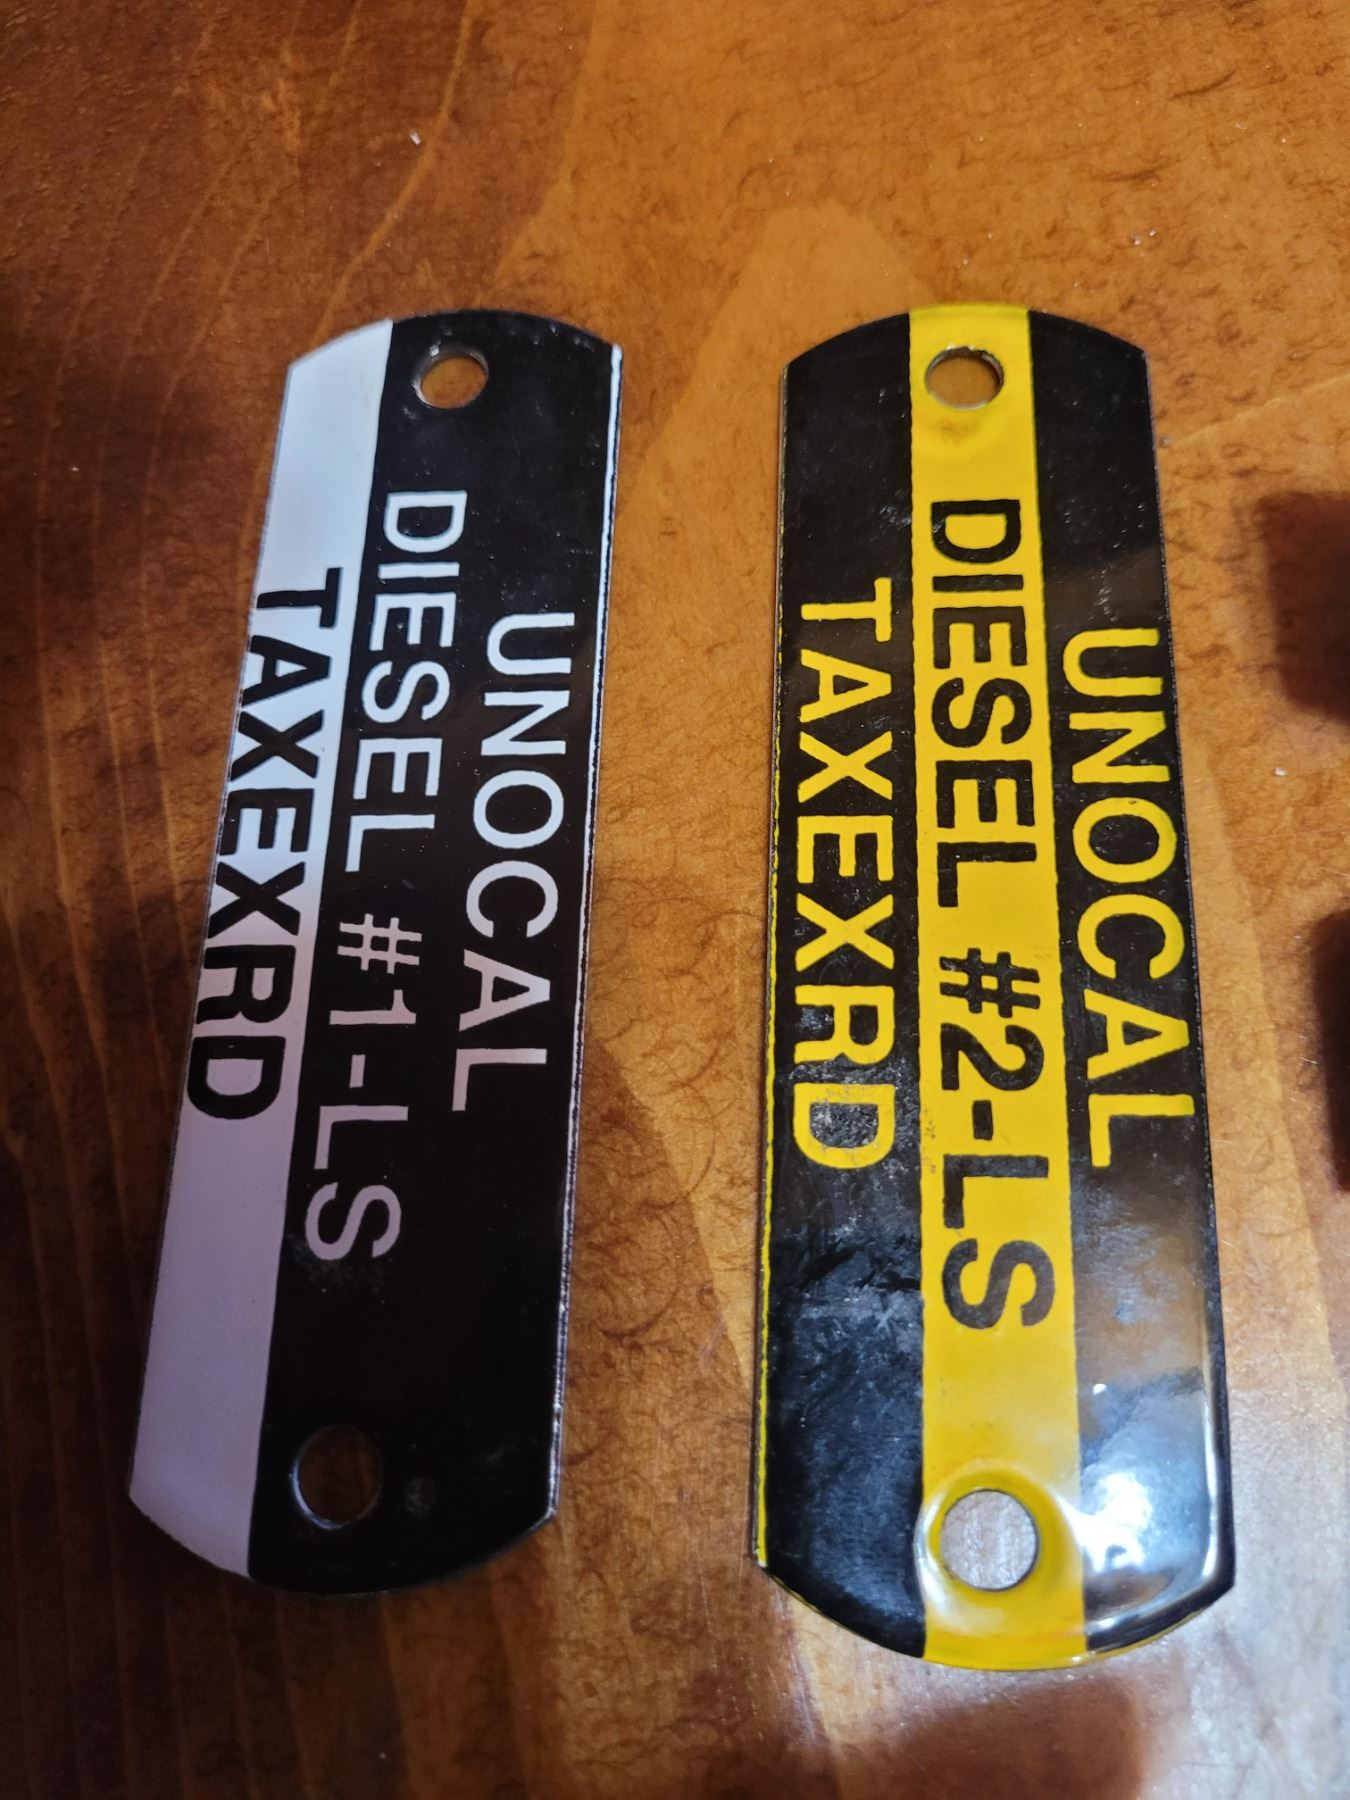 UNOCAL
DIESEL #1-LS
TAXEXRD
UNOCAL
DIESEL #2-LS
TAXEXRD